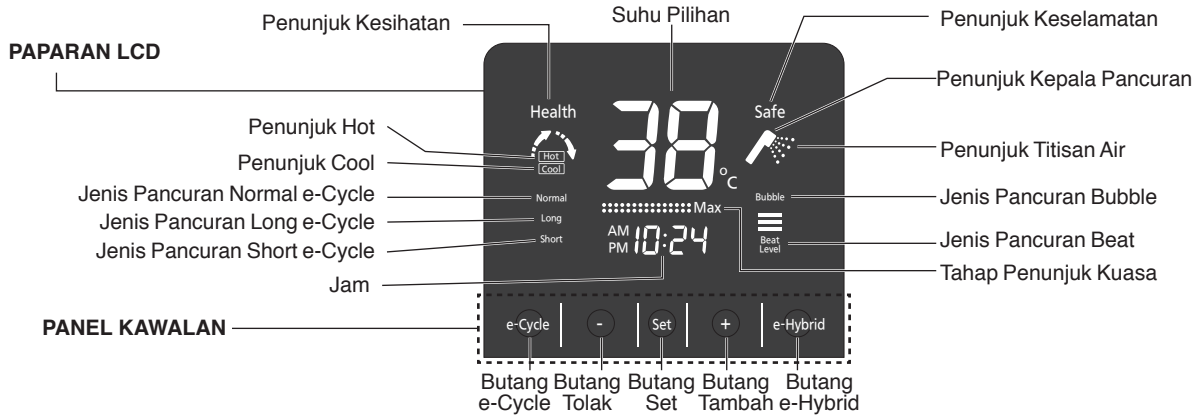 Penunjuk Kesihatan
Suhu Pilihan
Penunjuk Keselamatan
PAPARAN LCD
Penunjuk Kepala Pancuran
Health
38
°C
Safe
Penunjuk Hot
Hot
Penunjuk Cool
Cool
Penunjuk Titisan Air
Jenis Pancuran Normal e-Cycle
Normal
Bubble
Jenis Pancuran Bubble
Jenis Pancuran Long e-Cycle
Long
Max
Jenis Pancuran Short e-Cycle
Short
AM
PM
10:24
Beat
Level
Jenis Pancuran Beat
Tahap Penunjuk Kuasa
Jam
PANEL KAWALAN
e-Cycle
-
Set
+
e-Hybrid
Butang
e-Cycle
Butang
Tolak
Butang
Set
Butang
Tambah
Butang
e-Hybrid